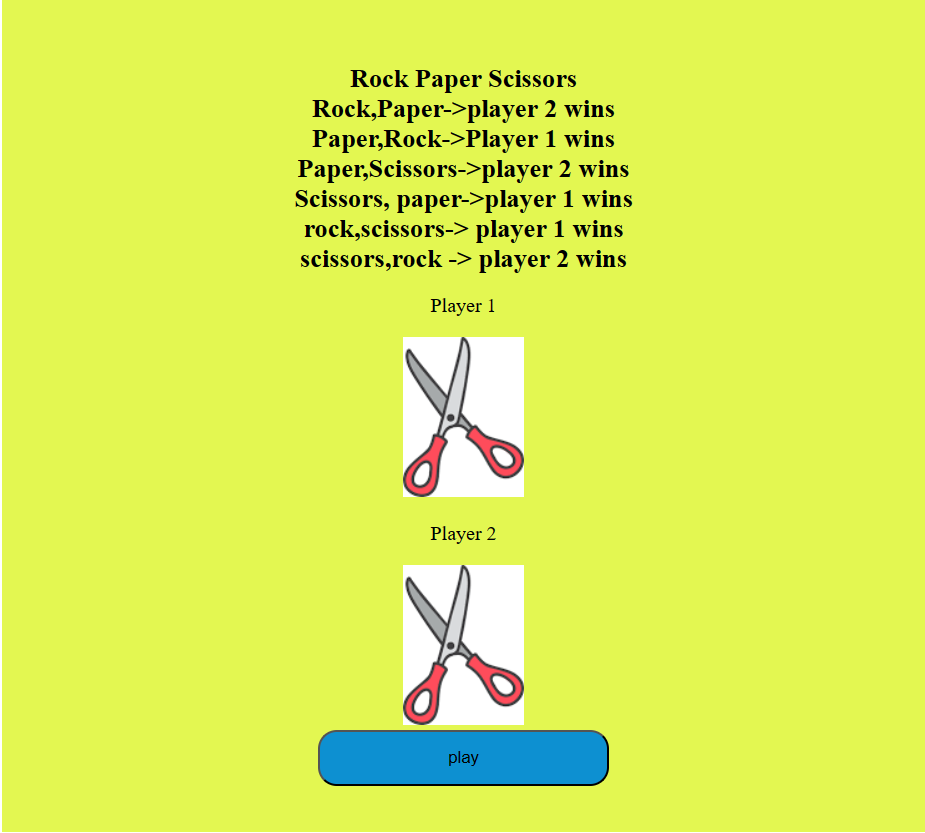 Rock Paper Scissors
Rock,Paper->player 2 wins
Paper,Rock->Player 1 wins
Paper,Scissors->player 2 wins
Scissors, paper->player 1 wins
rock,scissors-> player 1 wins
scissors,rock -> player 2 wins
Player 1
Player 2
play